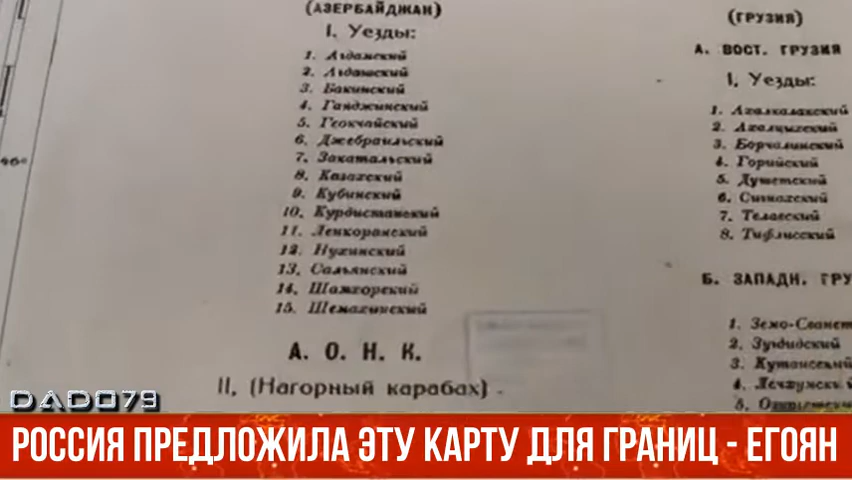 (АЗЕРБАЙДЖАН)
I. Уезды:
1. Агдамский
2. Агдашский
3. Бакинский
4. Ганджинский
5. Геокчайский
6. Джебраильский
7. Закатальский
8. Казахский
9. Кубинский
10. Курдистанский
11. Ленкоранский
12. Нухинский
13. Сальянский
14. Шамхорский
15. Шемахинский
А. О. Н. К.
II, (Нагорный карабах)
(ГРУЗИЯ)
А. ВОСТ. ГРУЗИЯ
I, Уезды:
1. Ахалкалакский
2. Ахалцыхский
3. Борчалинский
4. Горийский
5. Душетский
6. Сигнахский
7. Телавский
8. Тифлисский
Б. ЗАПАДН. ГРУ
1. Земо-Сванет
2. Зугдидский
3. Кутаисский
4. Лечхумский
5.
46°
DADO79
РОССИЯ ПРЕДЛОЖИЛА ЭТУ КАРТУ ДЛЯ ГРАНИЦ - ЕГОЯН